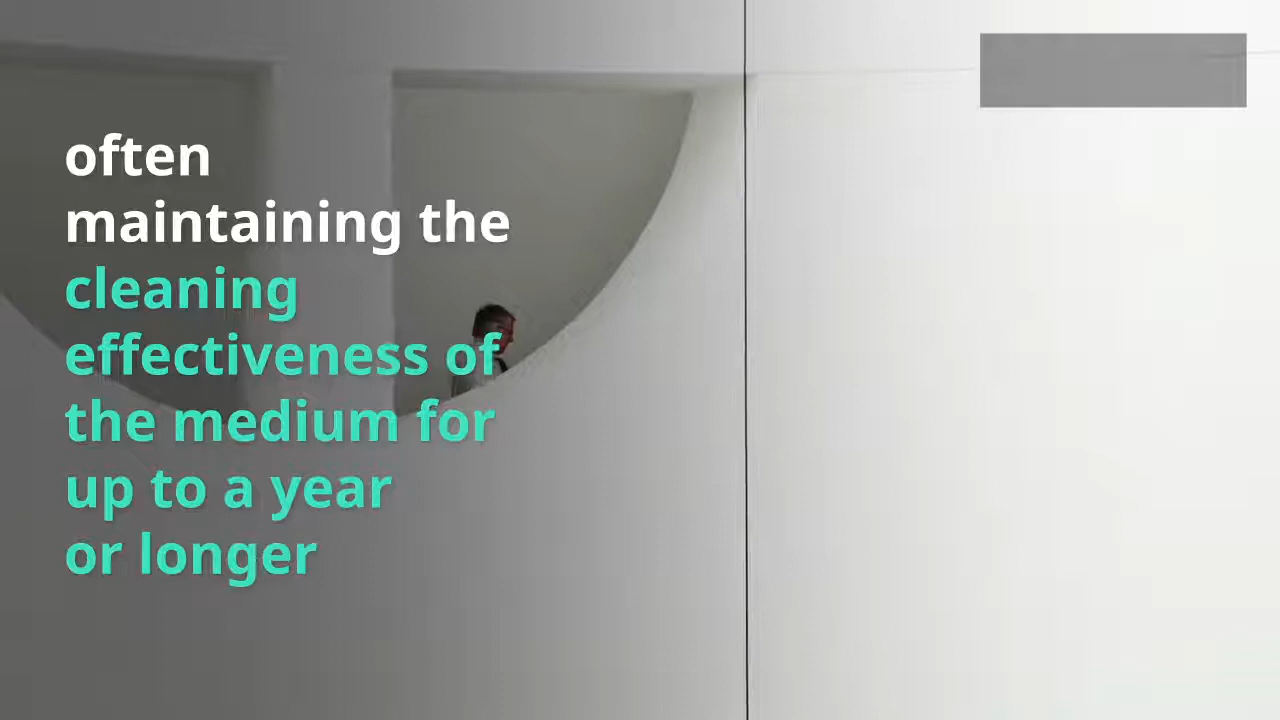 often
maintaining the
cleaning
effectiveness of
the medium for
up to a year
or longer